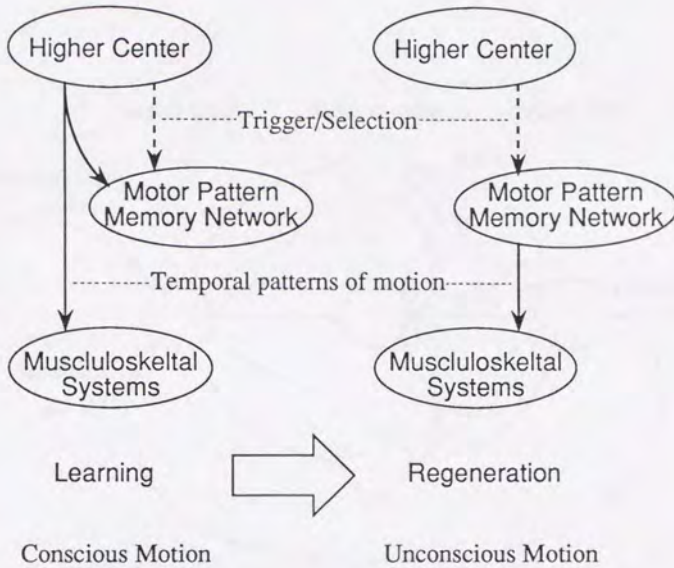 Higher Center
Higher Center
Trigger/Selection
Motor Pattern
Memory Network
Motor Pattern
Memory Network
Temporal patterns of motion
Muscluloskeltal
Systems
Muscluloskeltal
Systems
Learning
Regeneration
Conscious Motion
Unconscious Motion